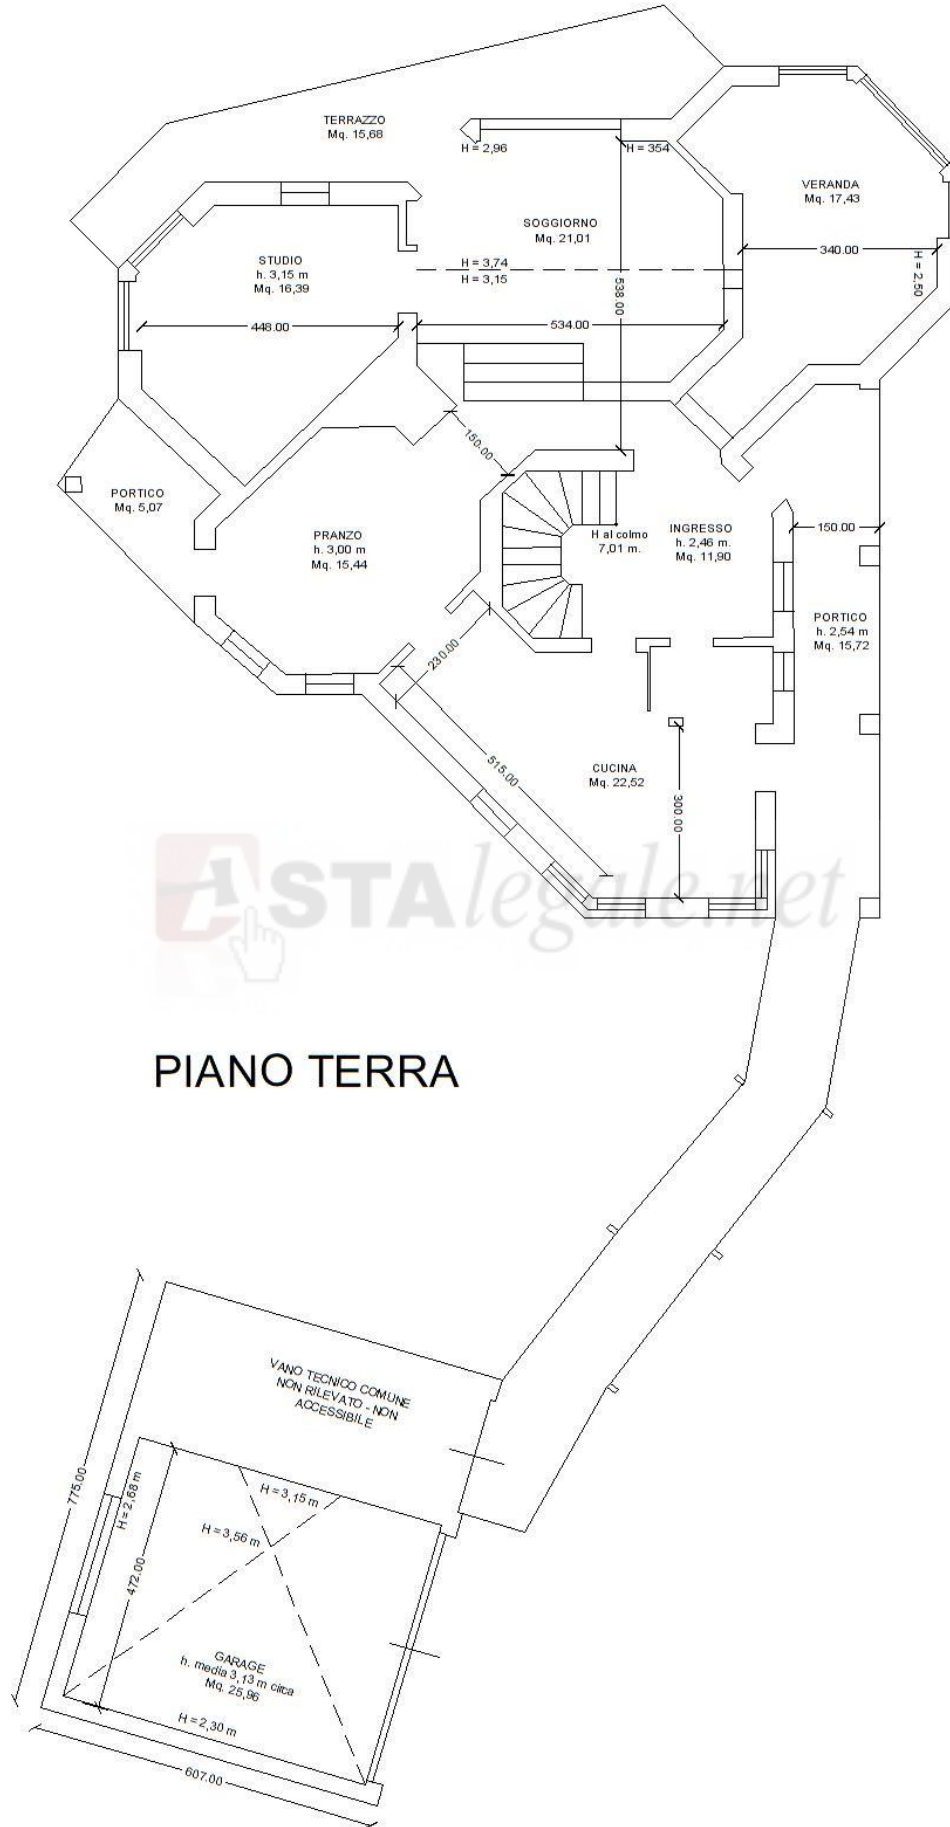 TERRAZZO
Mq. 15,68
H = 2,96
H = 354
VERANDA
Mq. 17,43
SOGGIORNO
Mq. 21,01
340.00
H = 2,50
STUDIO
h. 3,15 m
Mq. 16,39
H = 3,74
H = 3,15
538.00
448.00
534.00
150.00
PORTICO
Mq. 5,07
PRANZO
h. 3,00 m
Mq. 15,44
H al colmo
7,01 m.
INGRESSO
h. 2,46 m.
Mq. 11,90
150.00
PORTICO
h. 2,54 m
Mq. 15,72
230.00
515.00
CUCINA
Mq. 22,52
300.00
ASTAlegale.net
PIANO TERRA
VANO TECNICO COMUNE
NON RILEVATO - NON
ACCESSIBILE
775.00
H = 2,68 m
H = 3,15 m
H = 3,56 m
472.00
GARAGE
h. media 3,13 m circa
Mq. 25,96
H = 2,30 m
607.00